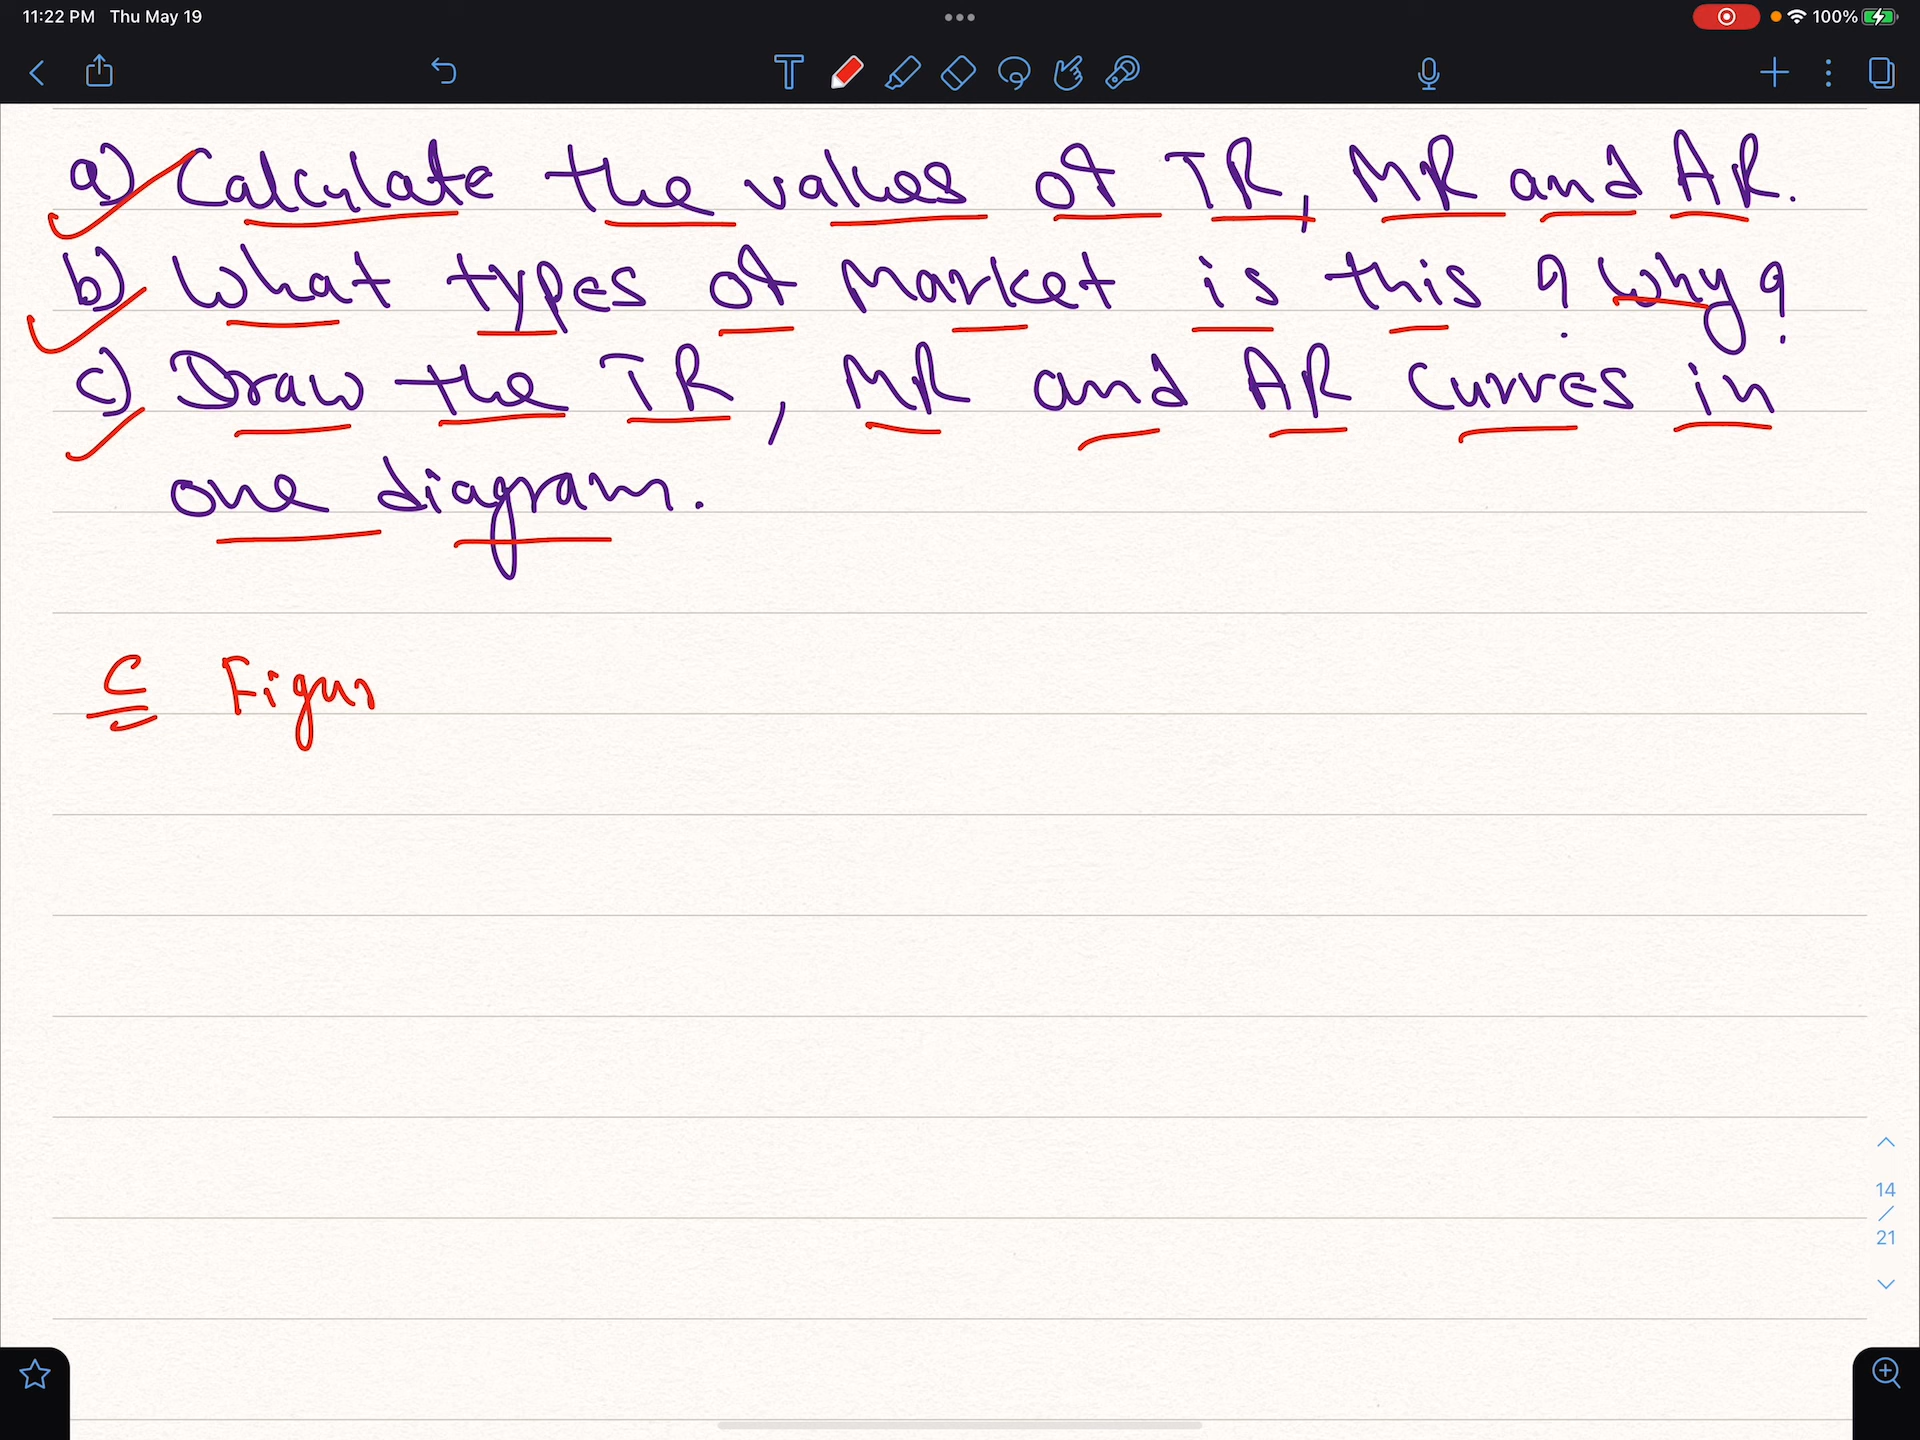 11:22 PM Thu May 19
100%
a) Calculate the values of TR, MR and AR.
b) What types of Market is this ? Why ?
c) Draw the TR, MR and AR curves in
one diagram.
C Figur
14
/
21